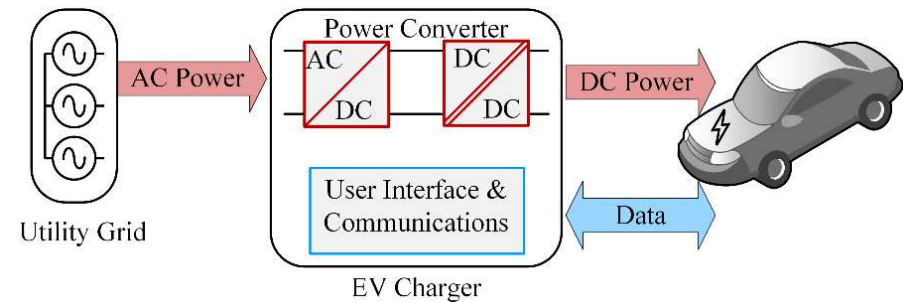 Power Converter
AC Power
AC
DC
DC
DC
DC Power
User Interface &
Communications
Data
Utility Grid
EV Charger